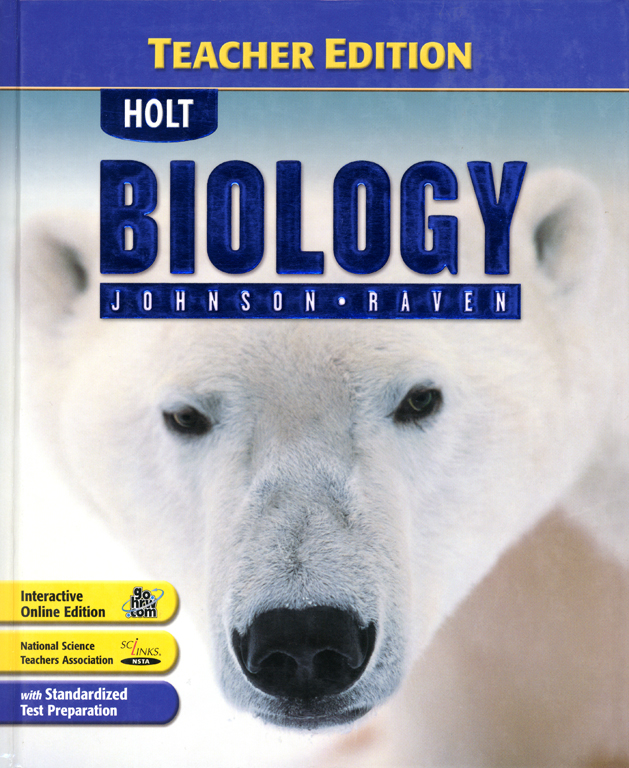 TEACHER EDITION
HOLT
BIOLOGY
JOHNSON • RAVEN
Interactive
Online Edition
go
hrw
com
National Science
Teachers Association
SCiLINKS®
NSTA
with Standardized
Test Preparation